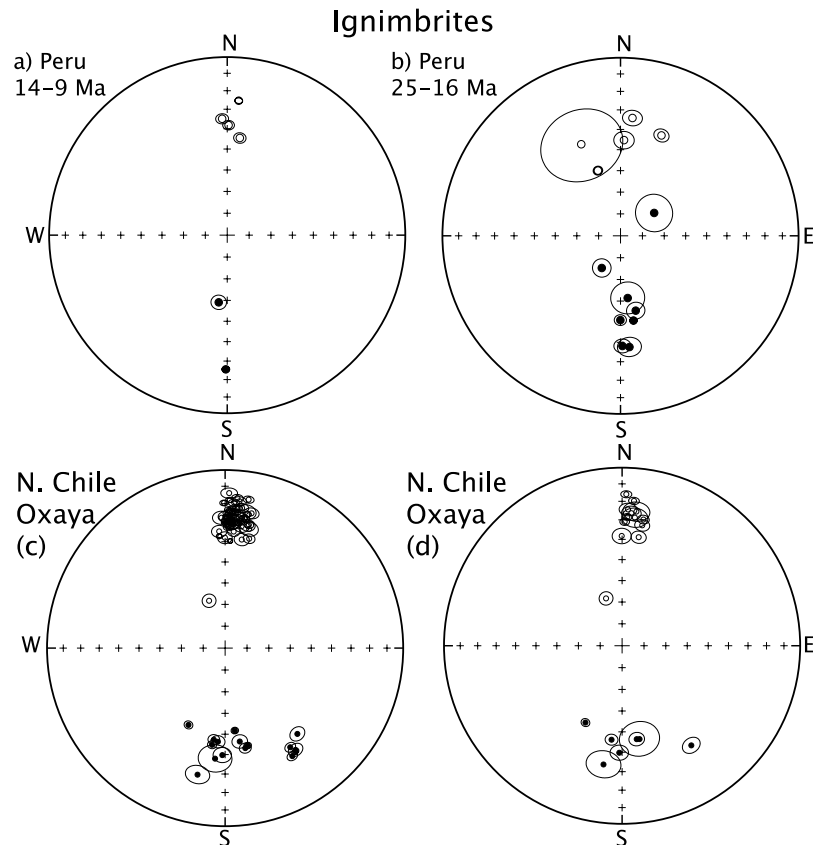 Ignimbrites
a) Peru
14–9 Ma
N
W
S
b) Peru
25–16 Ma
N
E
S
N. Chile
Oxaya
(c)
N
W
S
N. Chile
Oxaya
(d)
N
E
S